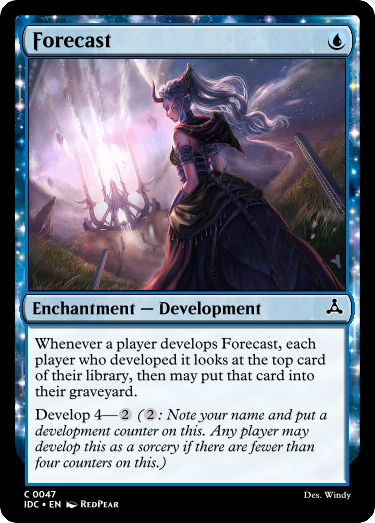 Forecast
Enchantment — Development
Whenever a player develops Forecast, each
player who developed it looks at the top card
of their library, then may put that card into
their graveyard.
Develop 4—2 (2: Note your name and put a
development counter on this. Any player may
develop this as a sorcery if there are fewer than
four counters on this.)
C 0047
IDC • EN RedPear
Des. Windy